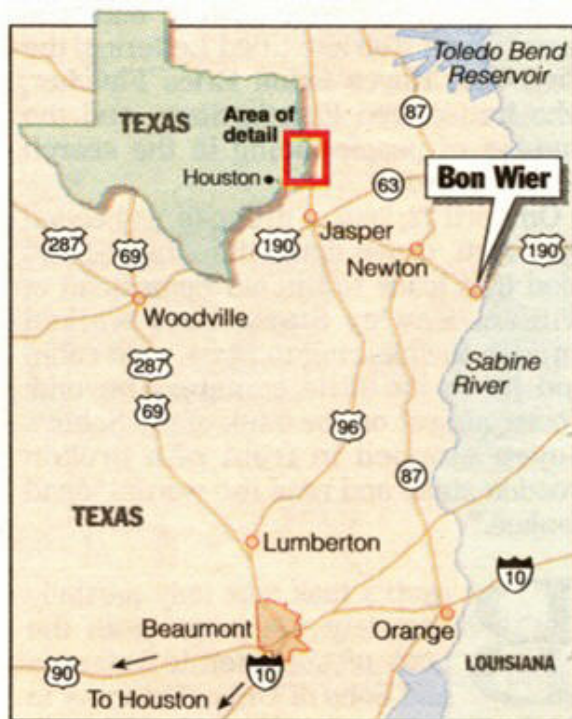 Toledo Bend
Reservoir
87
TEXAS
Area of
detail
Houston
63
Bon Wier
Jasper
287
69
190
Newton
190
Woodville
Sabine
River
287
69
96
87
TEXAS
Lumberton
10
Beaumont
Orange
90
10
LOUISIANA
To Houston